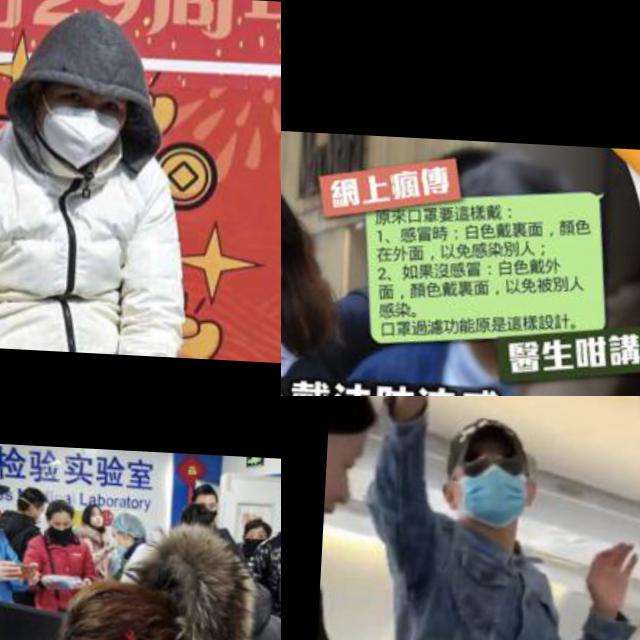 29周年
網上瘋傳
原來口罩要這樣戴：
1、感冒時：白色戴裏面，顏色
在外面，以免感染別人；
2、如果沒感冒：白色戴外
面，顏色戴裏面，以免被別人
感染。
口罩過濾功能原是這樣設計。
醫生咁講
检验实验室
Laboratory